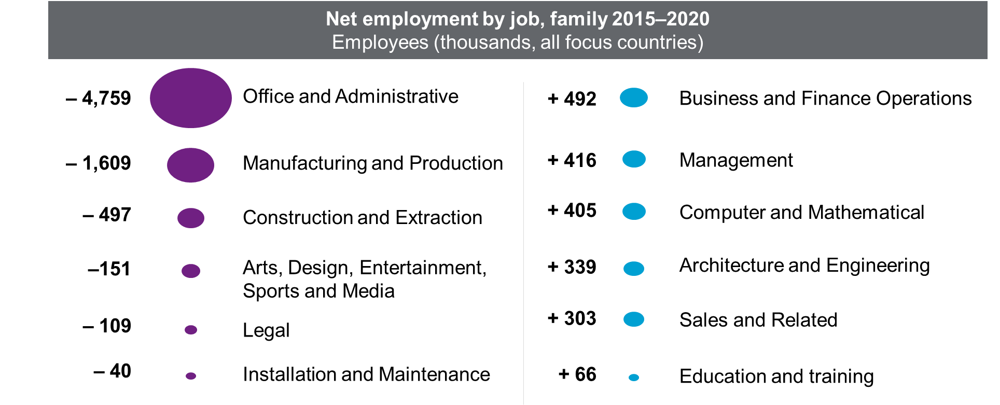 Net employment by job, family 2015–2020
Employees (thousands, all focus countries)
– 4,759 Office and Administrative
– 1,609 Manufacturing and Production
– 497 Construction and Extraction
–151 Arts, Design, Entertainment,
Sports and Media
– 109 Legal
– 40 Installation and Maintenance
+ 492 Business and Finance Operations
+ 416 Management
+ 405 Computer and Mathematical
+ 339 Architecture and Engineering
+ 303 Sales and Related
+ 66 Education and training